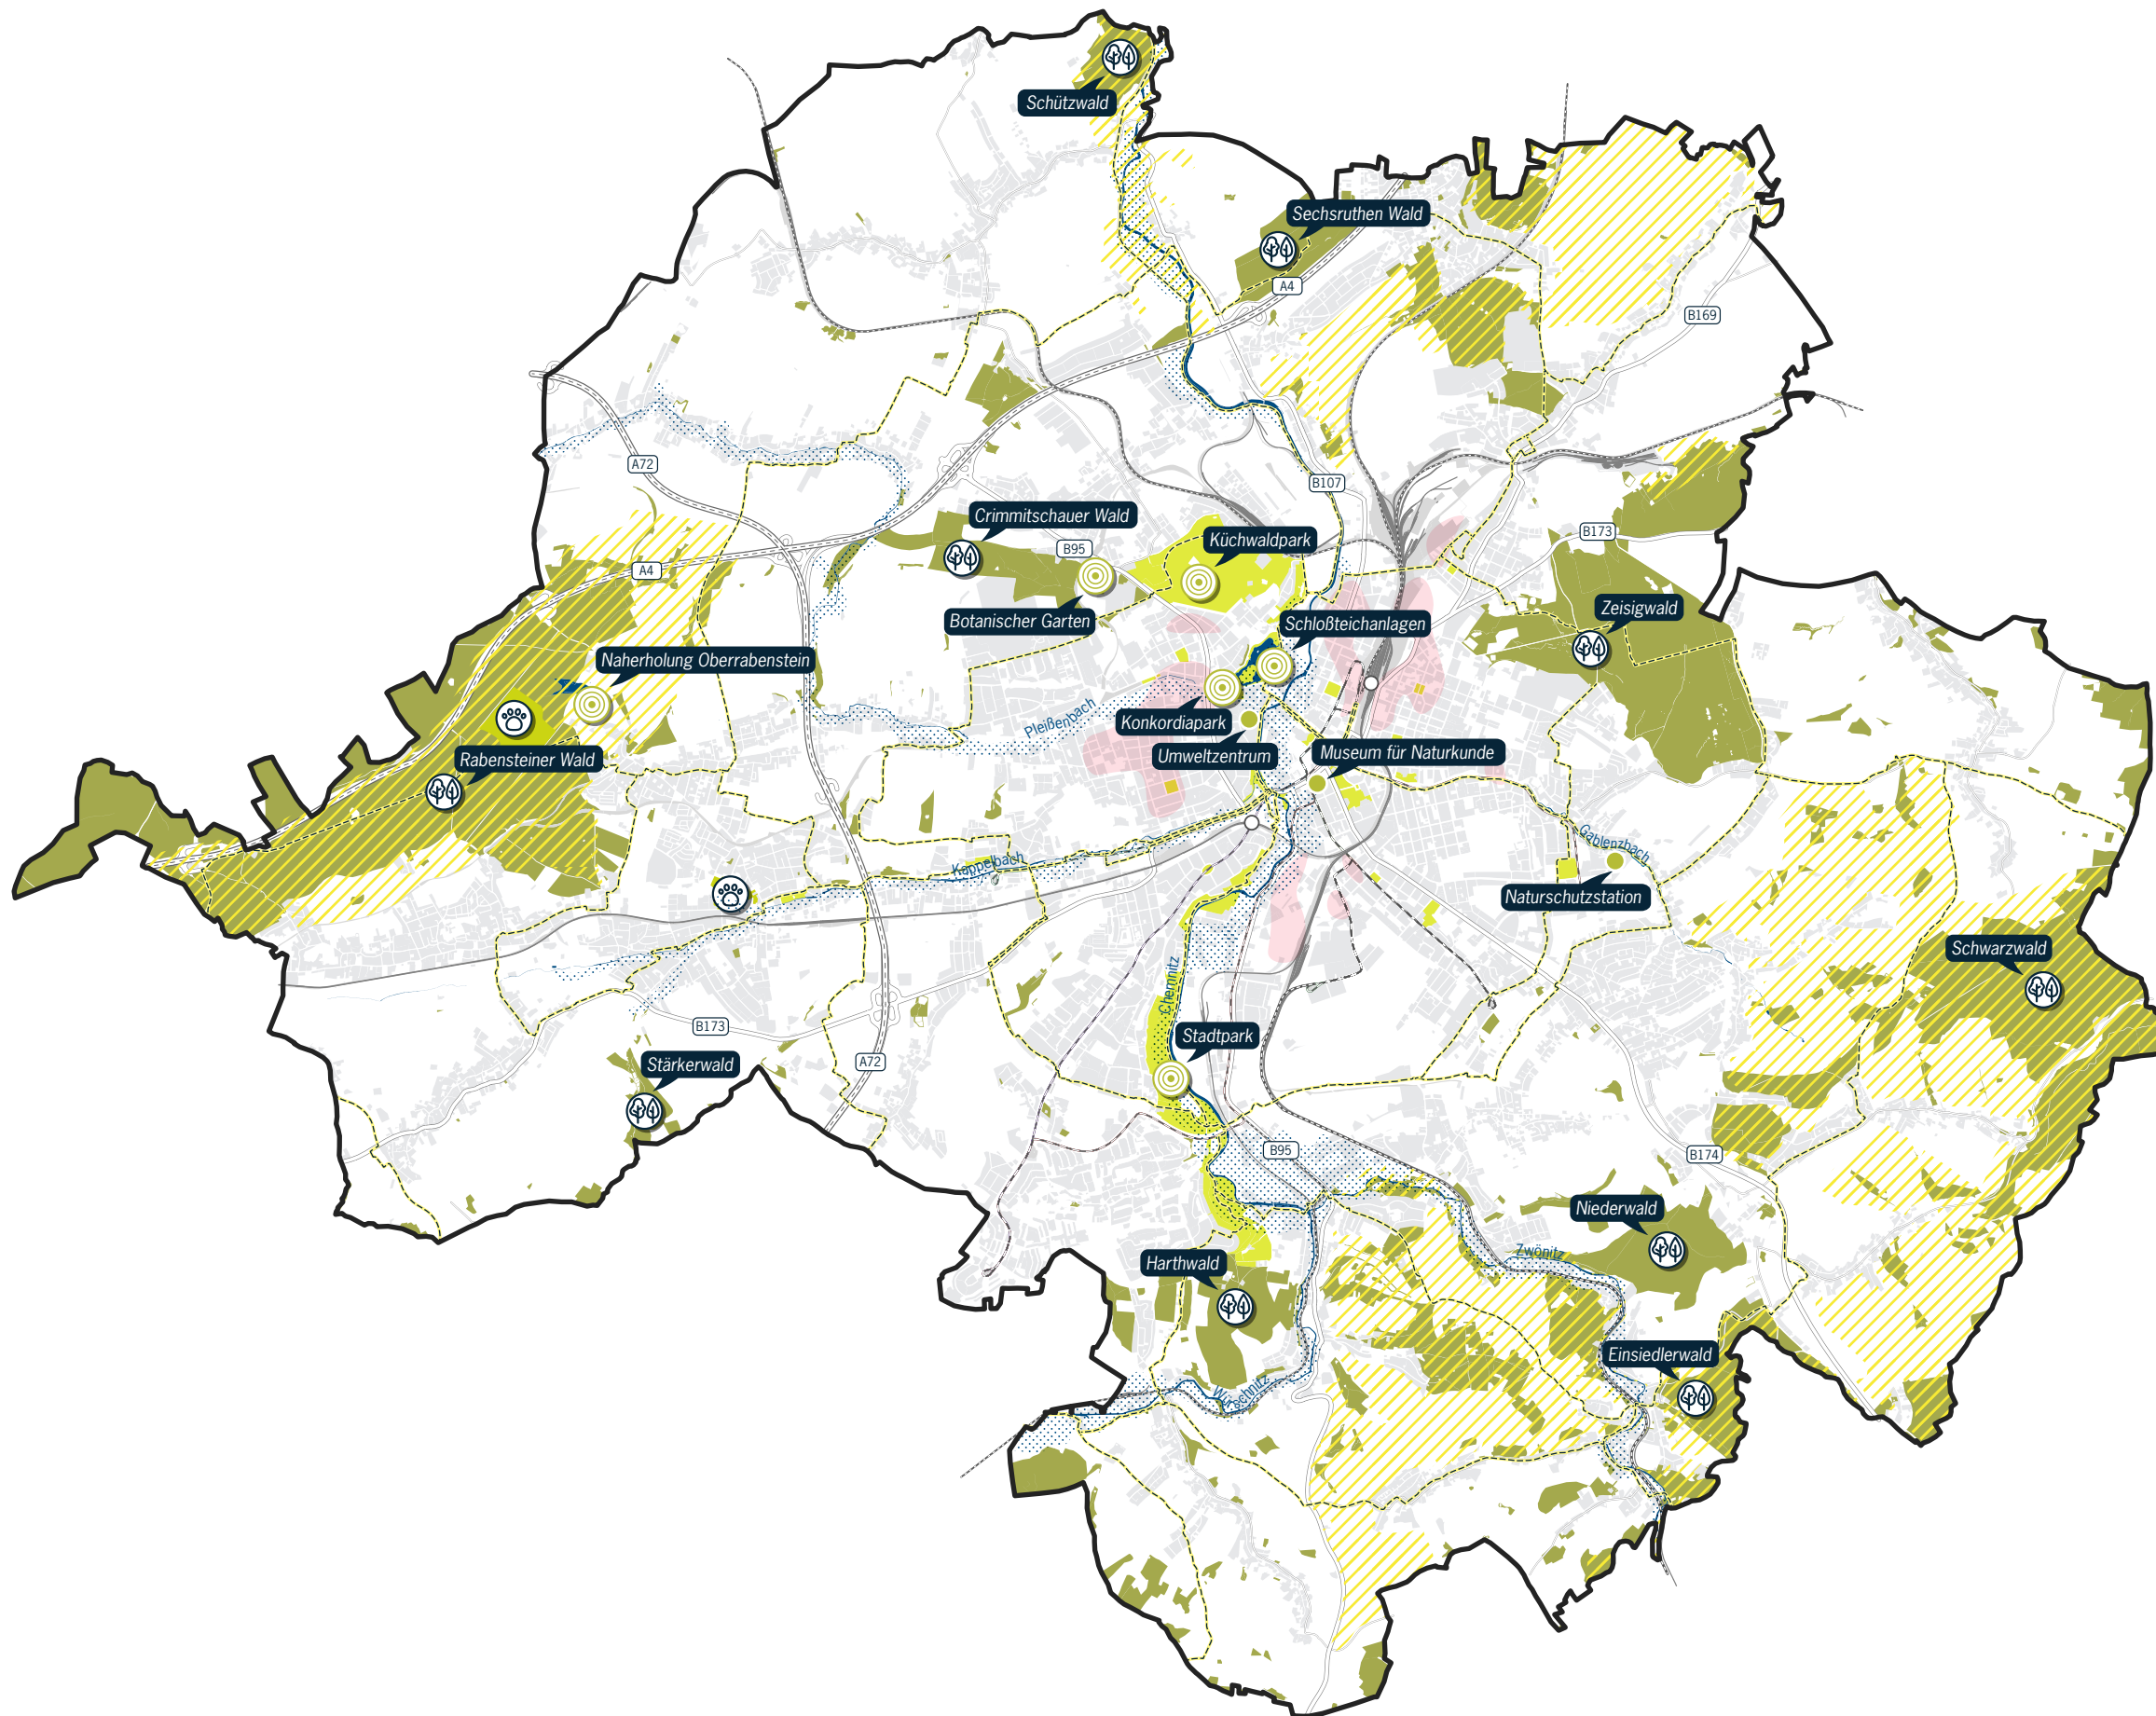 Schützwald
Sechsruthen Wald
A4
B169
A72
B107
Crimmitschauer Wald
B95
Küchwaldpark
B173
A4
Botanischer Garten
Schloßteichanlagen
Zeisigwald
Naherholung Oberrabenstein
Pleißenbach
Konkordiapark
Umweltzentrum
Museum für Naturkunde
Rabensteiner Wald
Kappelbach
Gablenzbach
Naturschutzstation
Schwarzwald
Chemnitz
B173
Stadtpark
A72
Stärkerwald
B95
B174
Niederwald
Zwönitz
Harthwald
Einsiedlerwald
Würschnitz